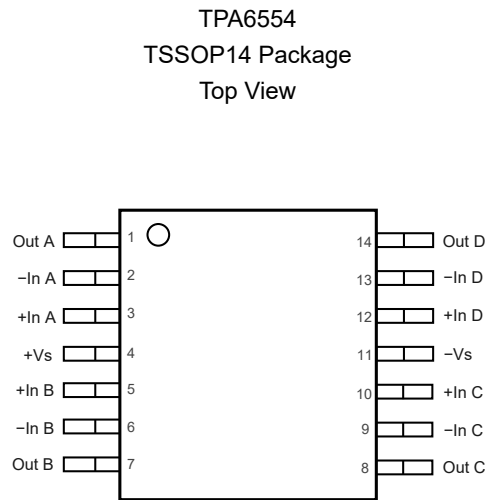 TPA6554
TSSOP14 Package
Top View
Out A 1 14 Out D
−In A 2 13 −In D
+In A 3 12 +In D
+Vs 4 11 −Vs
+In B 5 10 +In C
−In B 6 9 −In C
Out B 7 8 Out C